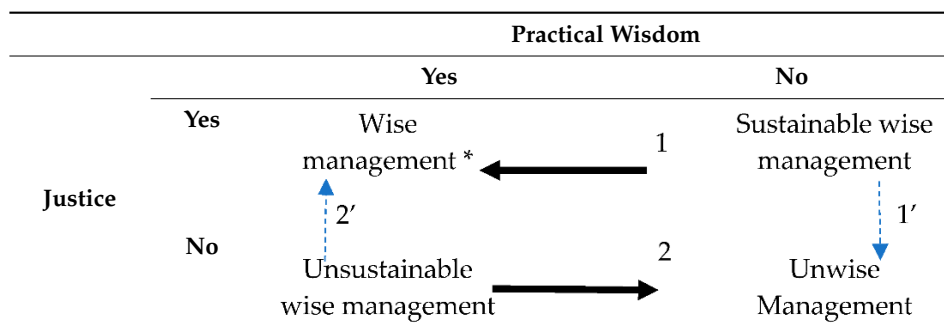 Practical Wisdom
Yes No
Yes Wise Sustainable wise
management * 1 management
Justice 2′ 1′
No 2
Unsustainable Unwise
wise management Management